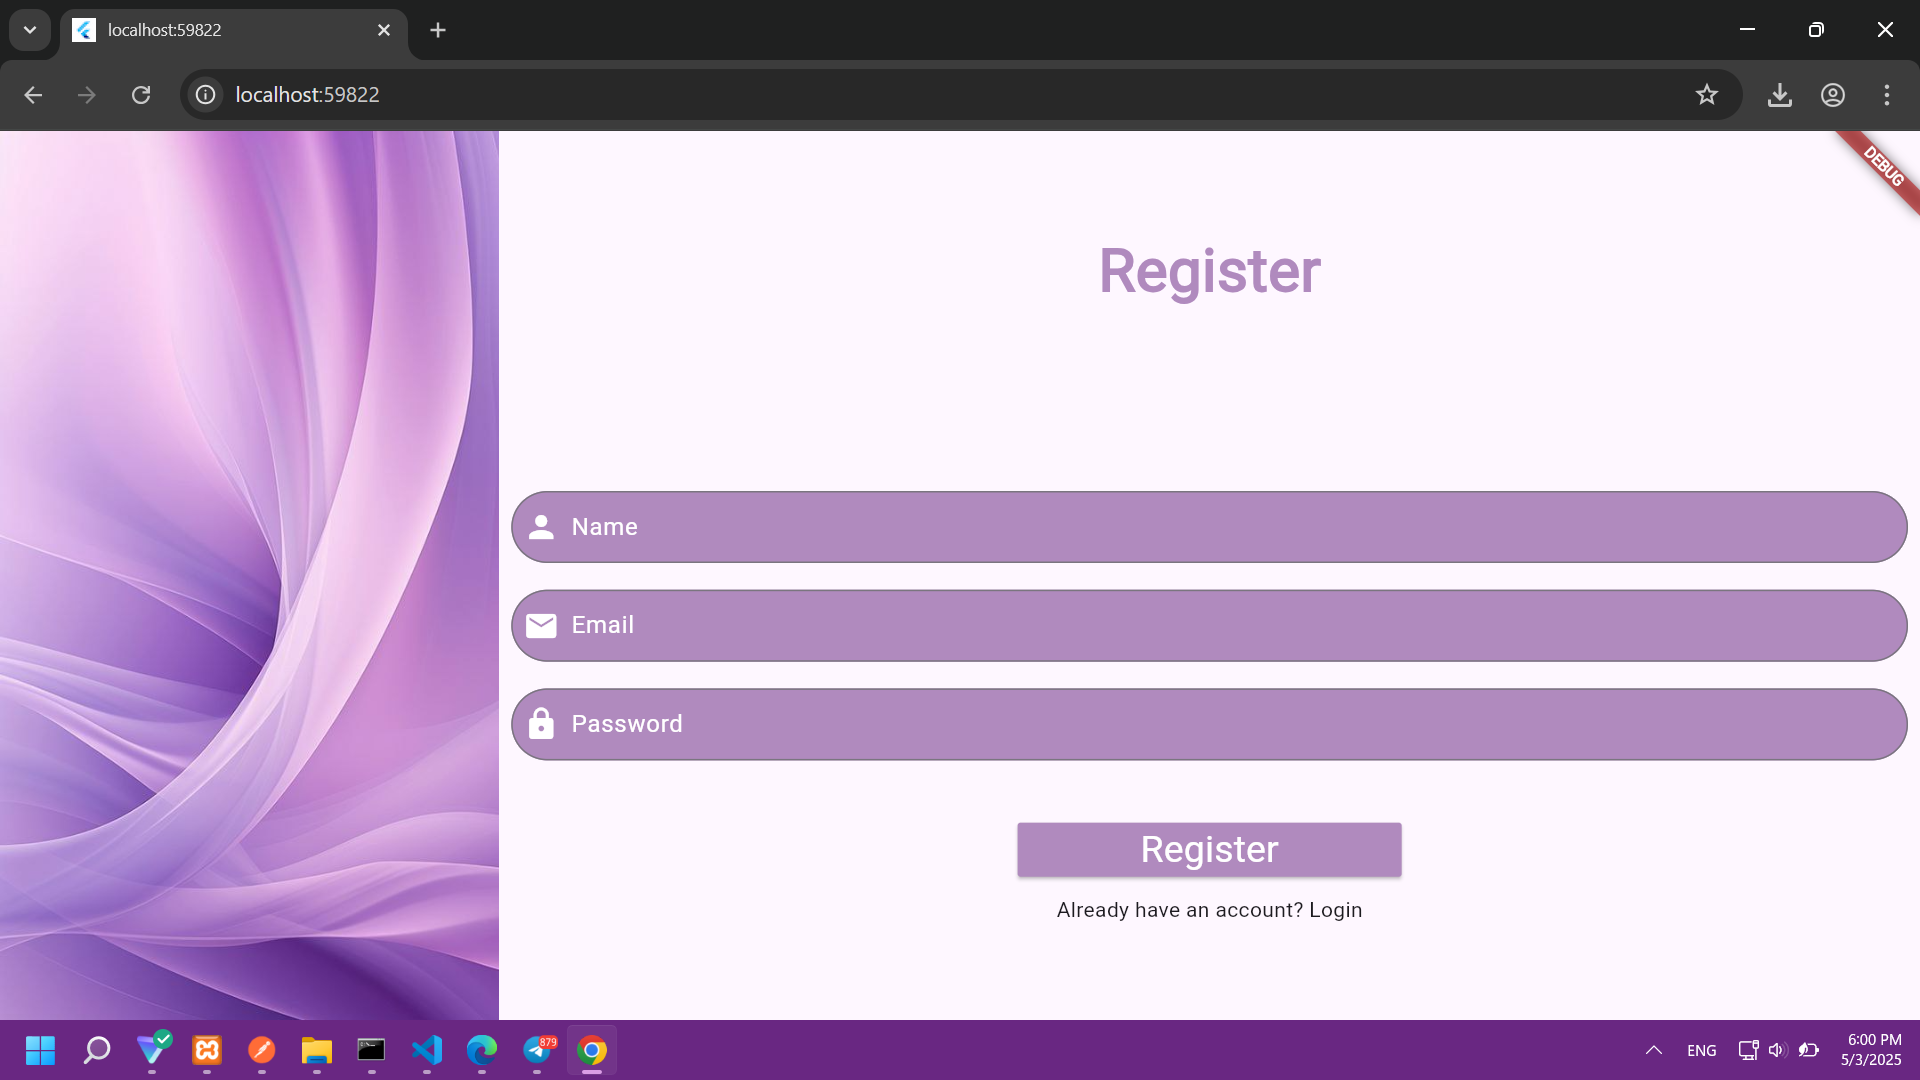 localhost:59822
localhost:59822
DEBUG
Register
Name
Email
Password
Register
Already have an account? Login
879
ENG
6:00 PM
5/3/2025